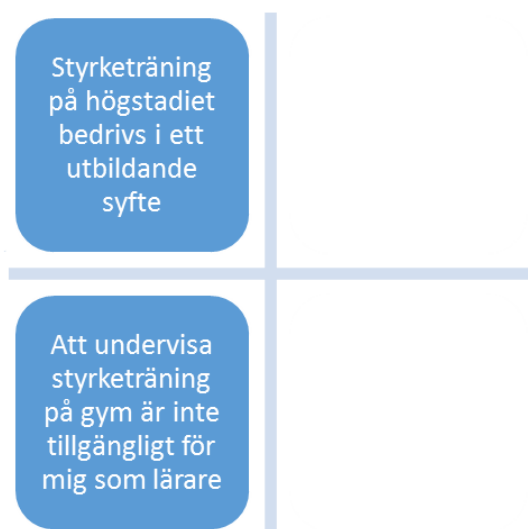 Styrketräning
på högstadiet
bedrivs i ett
utbildande
syfte
Att undervisa
styrketräning
på gym är inte
tillgängligt för
mig som lärare